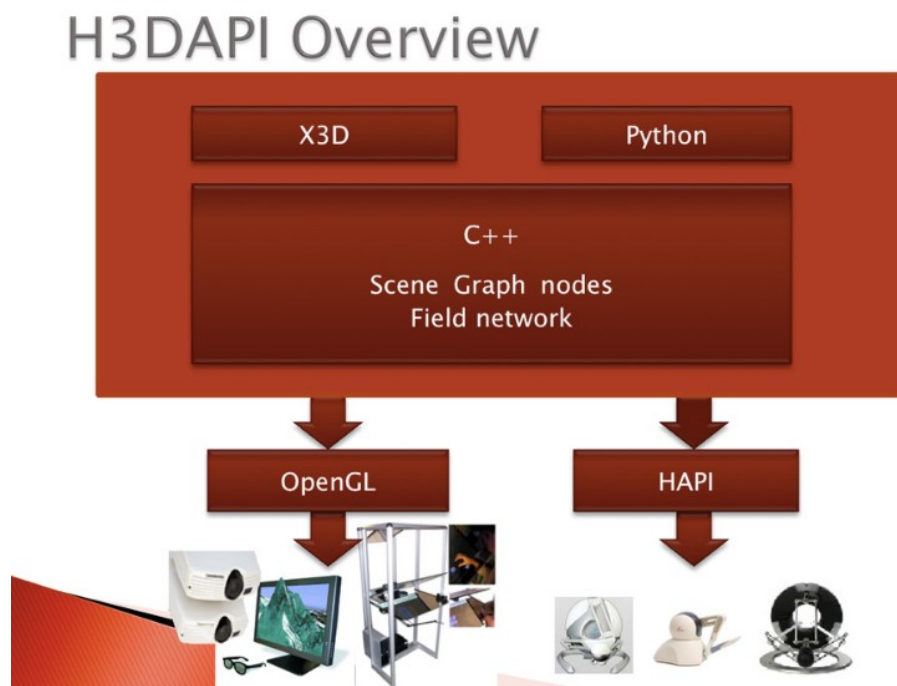 H3DAPI Overview
X3D
Python
C++
Scene Graph nodes
Field network
OpenGL
HAPI